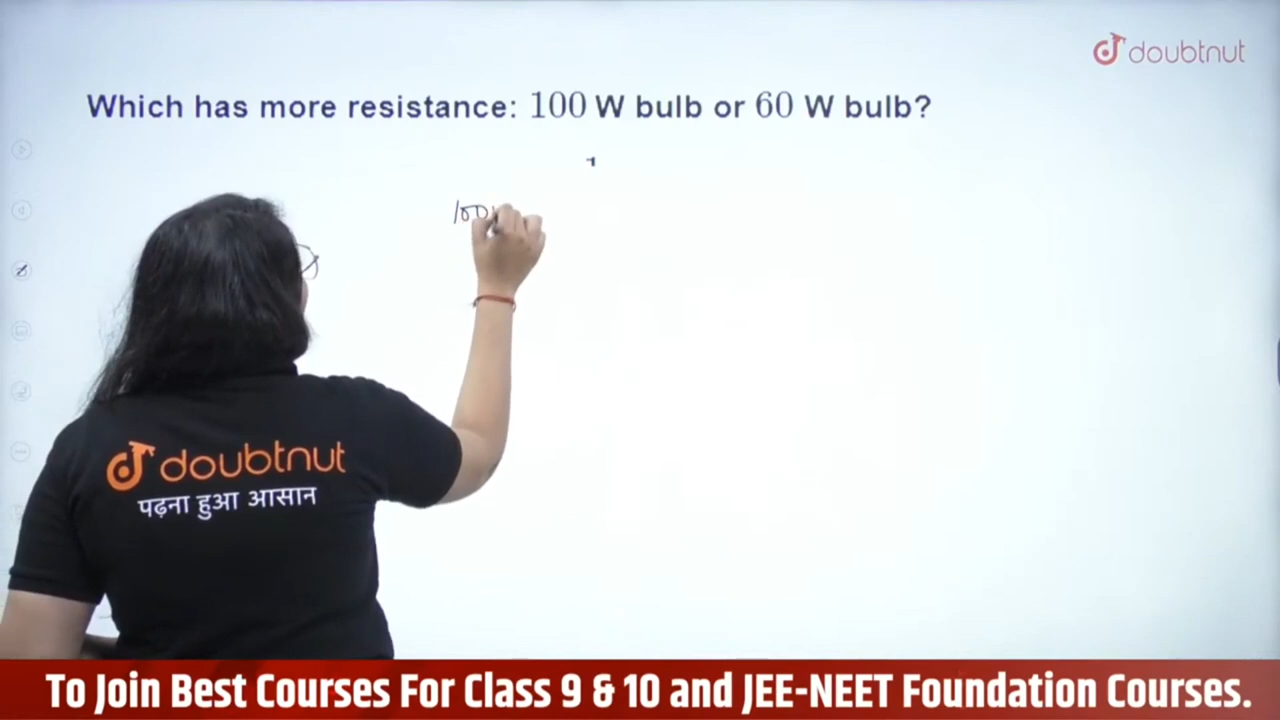 doubtnut
Which has more resistance: 100 W bulb or 60 W bulb?
doubtnut
पढ़ना हुआ आसान
To Join Best Courses For Class 9 & 10 and JEE-NEET Foundation Courses.